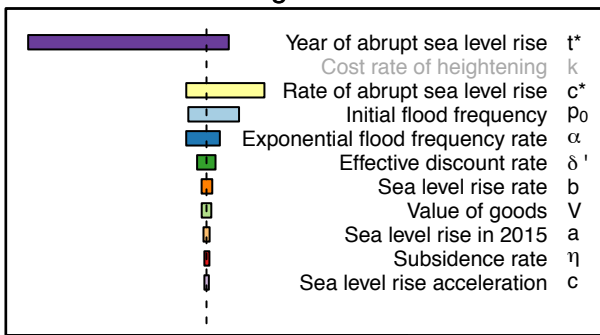 Year of abrupt sea level rise t*
Cost rate of heightening k
Rate of abrupt sea level rise c*
Initial flood frequency p₀
Exponential flood frequency rate α
Effective discount rate δ'
Sea level rise rate b
Value of goods V
Sea level rise in 2015 a
Subsidence rate η
Sea level rise acceleration c